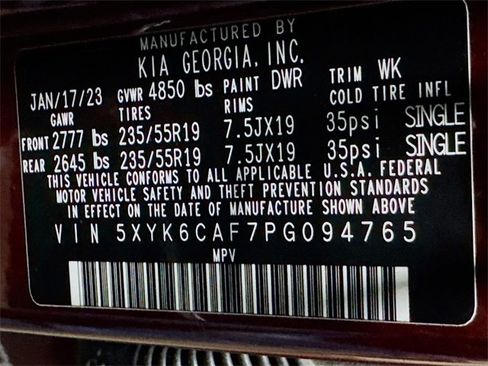 MANUFACTURED BY
KIA GEORGIA, INC.
JAN/17/23 GVWR 4850 lbs PAINT DWR TRIM WK
GAWR TIRES RIMS COLD TIRE INFL
FRONT 2777 lbs 235/55R19 7.5JX19 35psi SINGLE
REAR 2645 lbs 235/55R19 7.5JX19 35psi SINGLE
THIS VEHICLE CONFORMS TO ALL APPLICABLE U.S.A. FEDERAL
MOTOR VEHICLE SAFETY AND THEFT PREVENTION STANDARDS
IN EFFECT ON THE DATE OF MANUFACTURE SHOWN ABOVE
VIN 5XYK6CAF7PG094765
MPV